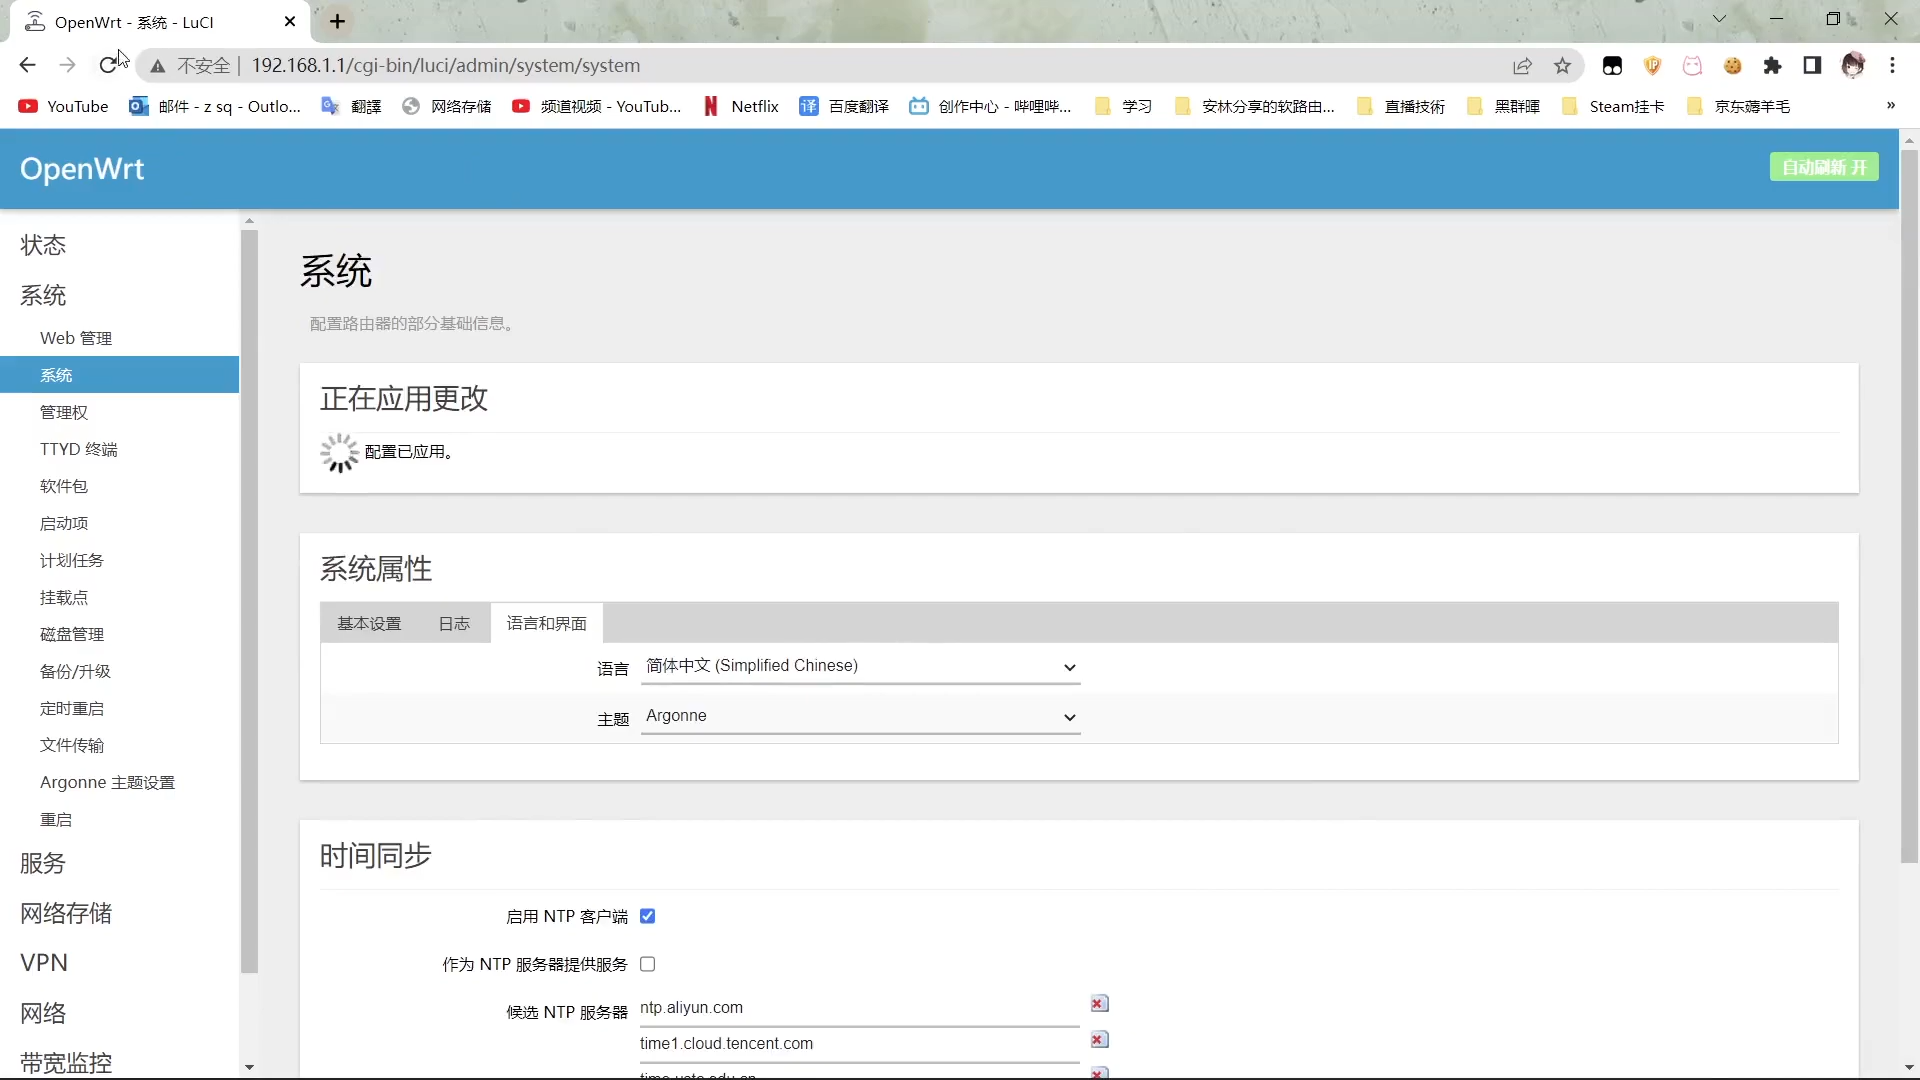 OpenWrt - 系统 - LuCI
不安全
192.168.1.1/cgi-bin/luci/admin/system/system
YouTube
邮件 - z sq - Outlo...
翻譯
网络存储
频道视频 - YouTub...
Netflix
译
百度翻译
创作中心 - 哔哩哔...
学习
安林分享的软路由...
直播技術
黑群暉
Steam挂卡
京东薅羊毛
»
OpenWrt
自动刷新 开
状态
系统
Web 管理
系统
管理权
TTYD 终端
软件包
启动项
计划任务
挂载点
磁盘管理
备份/升级
定时重启
文件传输
Argonne 主题设置
重启
服务
网络存储
VPN
网络
带宽监控
系统
配置路由器的部分基础信息。
正在应用更改
配置已应用。
系统属性
基本设置
日志
语言和界面
语言
简体中文 (Simplified Chinese)
主题
Argonne
时间同步
启用 NTP 客户端
作为 NTP 服务器提供服务
候选 NTP 服务器
ntp.aliyun.com
time1.cloud.tencent.com